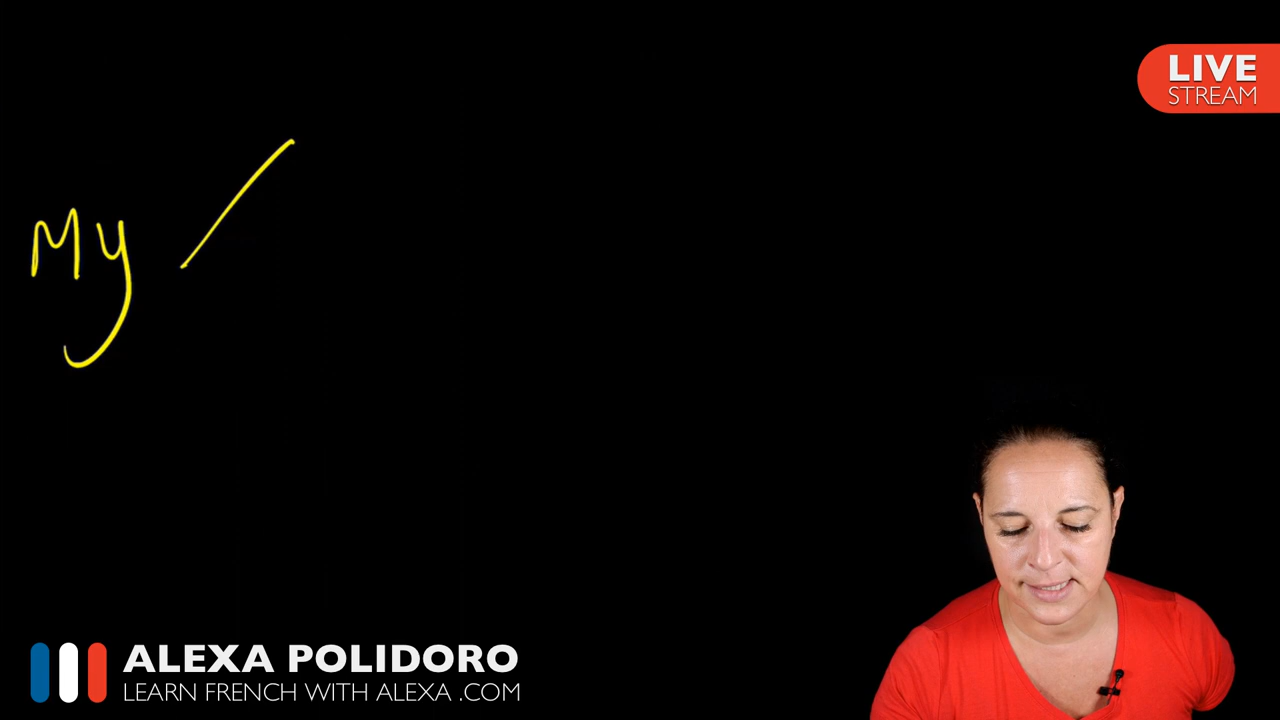 LIVE
STREAM
My
ALEXA POLIDORO
LEARN FRENCH WITH ALEXA .COM